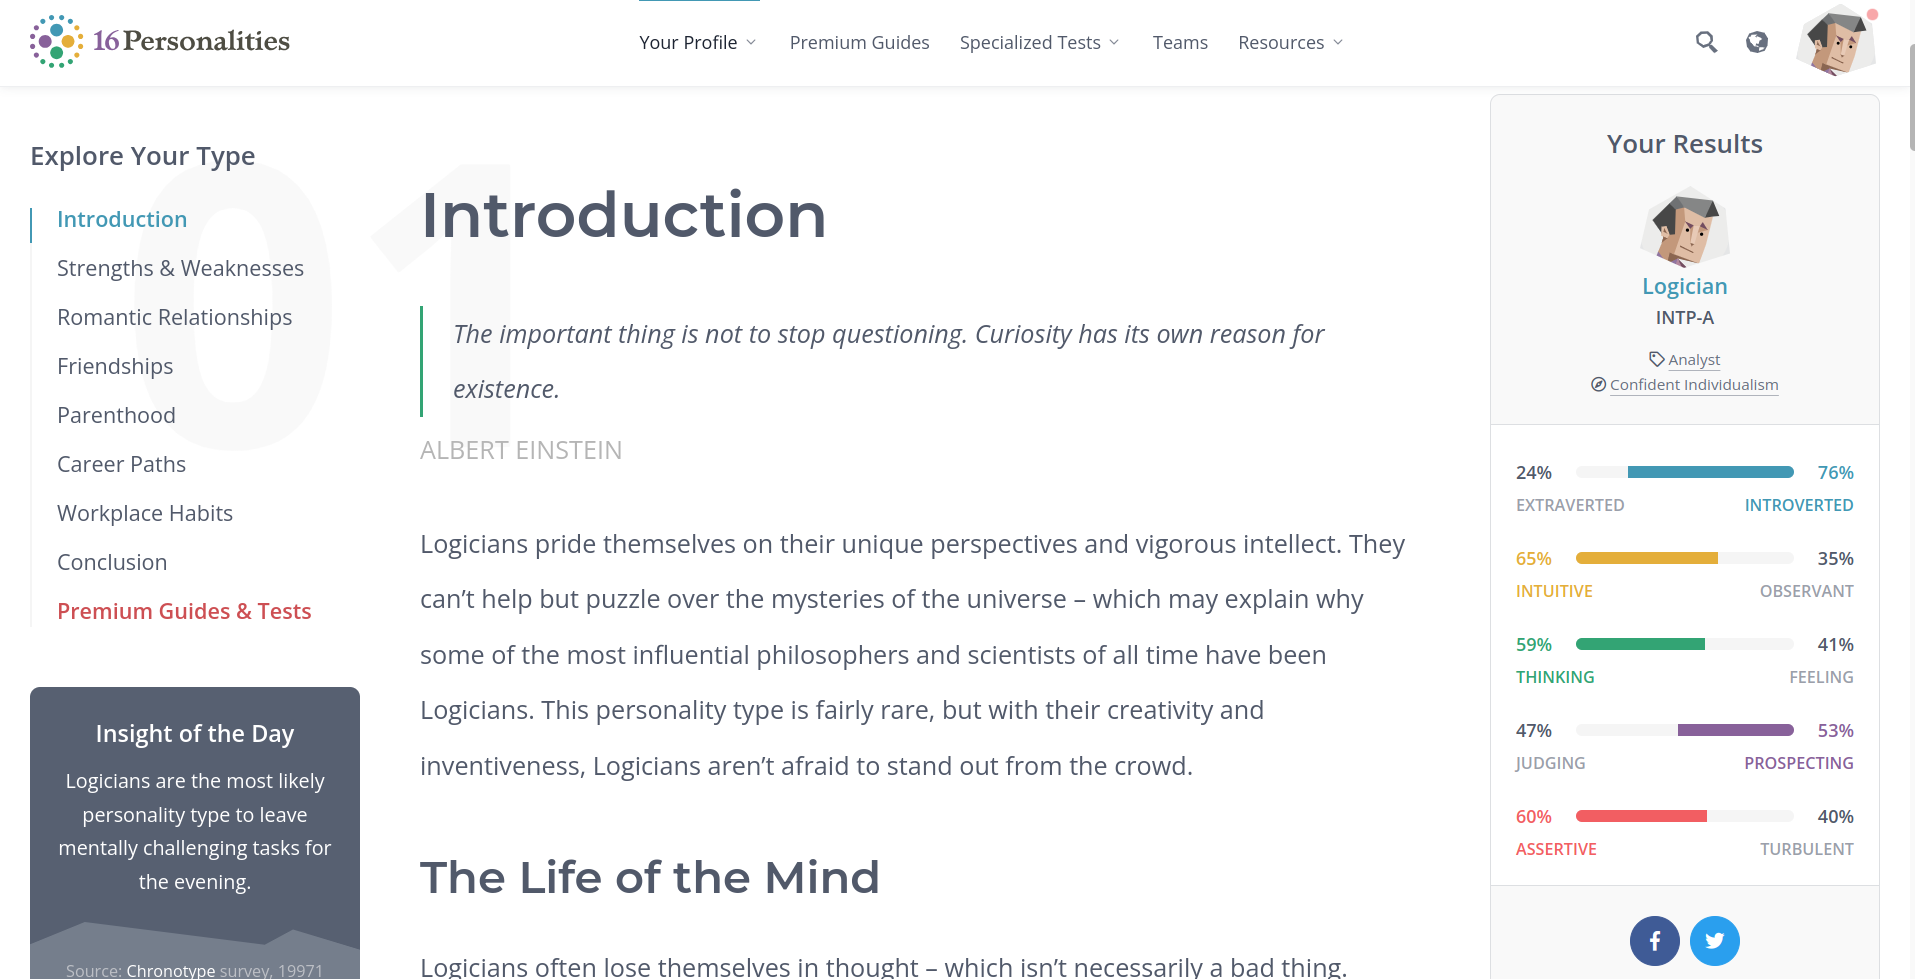 16Personalities
Your Profile
Premium Guides
Specialized Tests
Teams
Resources
Explore Your Type
Introduction
Strengths & Weaknesses
Romantic Relationships
Friendships
Parenthood
Career Paths
Workplace Habits
Conclusion
Premium Guides & Tests
Insight of the Day
Logicians are the most likely
personality type to leave
mentally challenging tasks for
the evening.
Source: Chronotype survey, 19971
01
Introduction
The important thing is not to stop questioning. Curiosity has its own reason for
existence.
ALBERT EINSTEIN
Logicians pride themselves on their unique perspectives and vigorous intellect. They
can’t help but puzzle over the mysteries of the universe – which may explain why
some of the most influential philosophers and scientists of all time have been
Logicians. This personality type is fairly rare, but with their creativity and
inventiveness, Logicians aren’t afraid to stand out from the crowd.
The Life of the Mind
Logicians often lose themselves in thought – which isn’t necessarily a bad thing.
Your Results
Logician
INTP-A
Analyst
Confident Individualism
24% 76%
EXTRAVERTED INTROVERTED
65% 35%
INTUITIVE OBSERVANT
59% 41%
THINKING FEELING
47% 53%
JUDGING PROSPECTING
60% 40%
ASSERTIVE TURBULENT